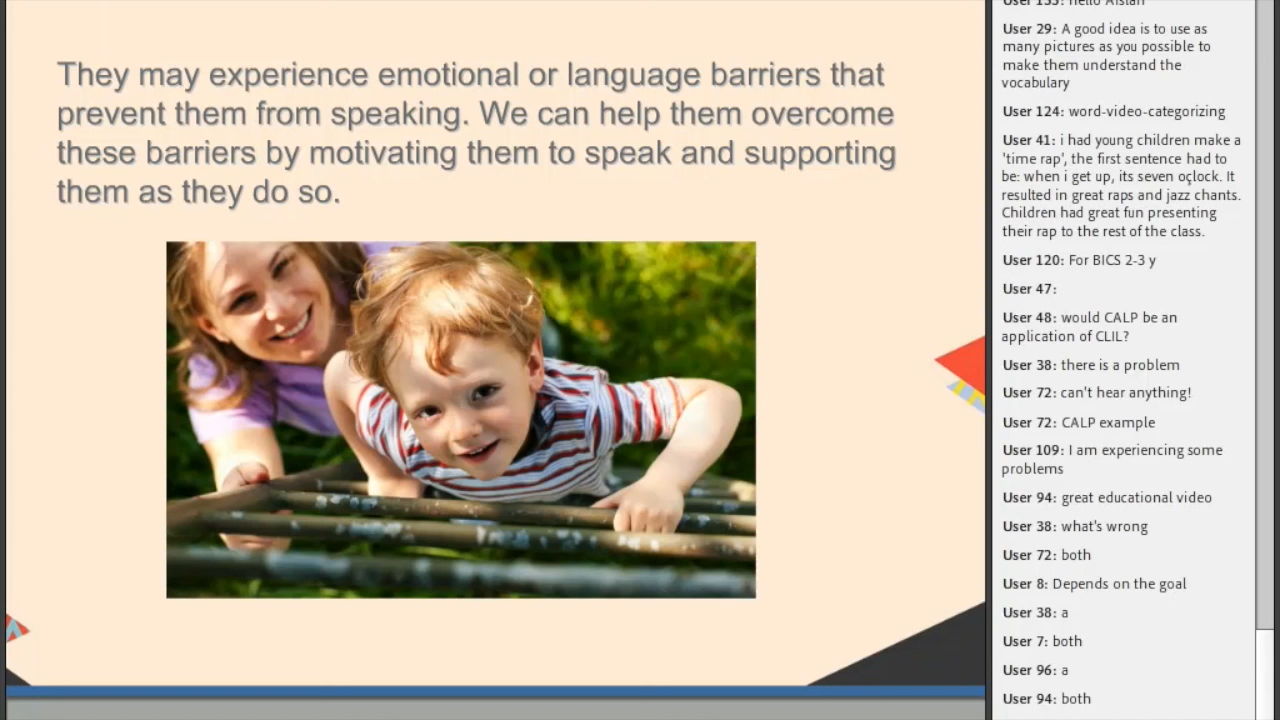 They may experience emotional or language barriers that
prevent them from speaking. We can help them overcome
these barriers by motivating them to speak and supporting
them as they do so.
User 29: A good idea is to use as
many pictures as you possible to
make them understand the
vocabulary
User 124: word-video-categorizing
User 41: i had young children make a
'time rap', the first sentence had to
be: when i get up, its seven oçlock. It
resulted in great raps and jazz chants.
Children had great fun presenting
their rap to the rest of the class.
User 120: For BICS 2-3 y
User 47:
User 48: would CALP be an
application of CLIL?
User 38: there is a problem
User 72: can't hear anything!
User 72: CALP example
User 109: I am experiencing some
problems
User 94: great educational video
User 38: what's wrong
User 72: both
User 8: Depends on the goal
User 38: a
User 7: both
User 96: a
User 94: both